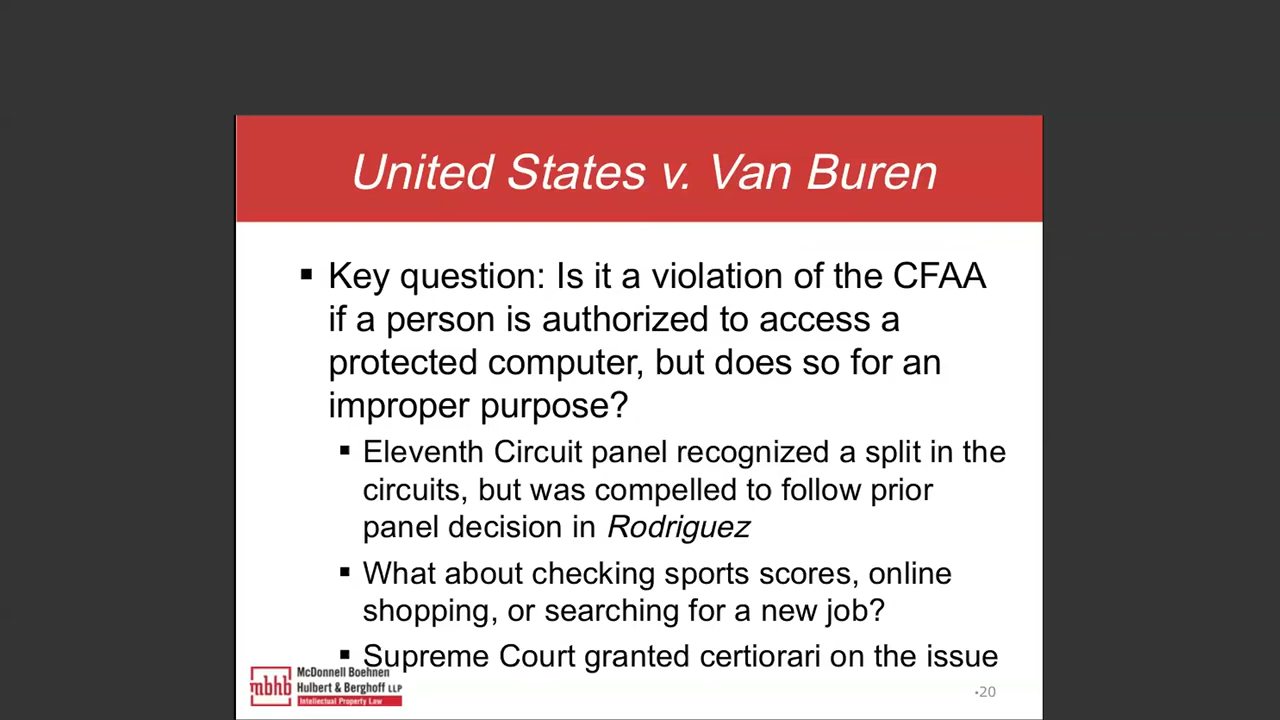 United States v. Van Buren
▪ Key question: Is it a violation of the CFAA
if a person is authorized to access a
protected computer, but does so for an
improper purpose?
▪ Eleventh Circuit panel recognized a split in the
circuits, but was compelled to follow prior
panel decision in Rodriguez
▪ What about checking sports scores, online
shopping, or searching for a new job?
▪ Supreme Court granted certiorari on the issue
mbhb
McDonnell Boehnen
Hulbert & Berghoff LLP
Intellectual Property Law
•20